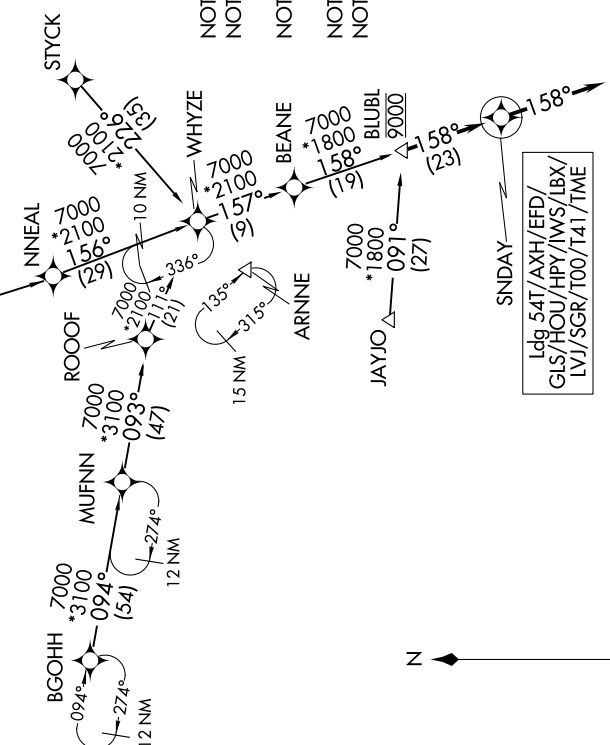 NOT
NOT
NOT
NOT
NOT
STYCK
7000
*2100
226°
(35)
WHYZE
NNEAL
7000
*2100
156°
(29)
10 NM
336°
7000
*2100
157°
(9)
BEANE
7000
*1800
158°
(19)
BLUBL
9000
158°
(23)
158°
SNDAY
Ldg 54T/AXH/EFD/
GLS/HOU/HPY/IWS/LBX/
LVJ/SGR/T00/T41/TME
ROOOF
7000
*2100
111°
(21)
135°
315°
ARNNE
15 NM
JAYJO
7000
*1800
091°
(27)
7000
*3100
093°
(47)
MUFNN
274°
12 NM
7000
*3100
094°
(54)
BGOHH
094°
274°
12 NM
N